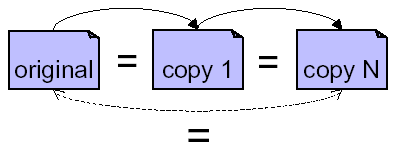 original = copy 1 = copy N
=